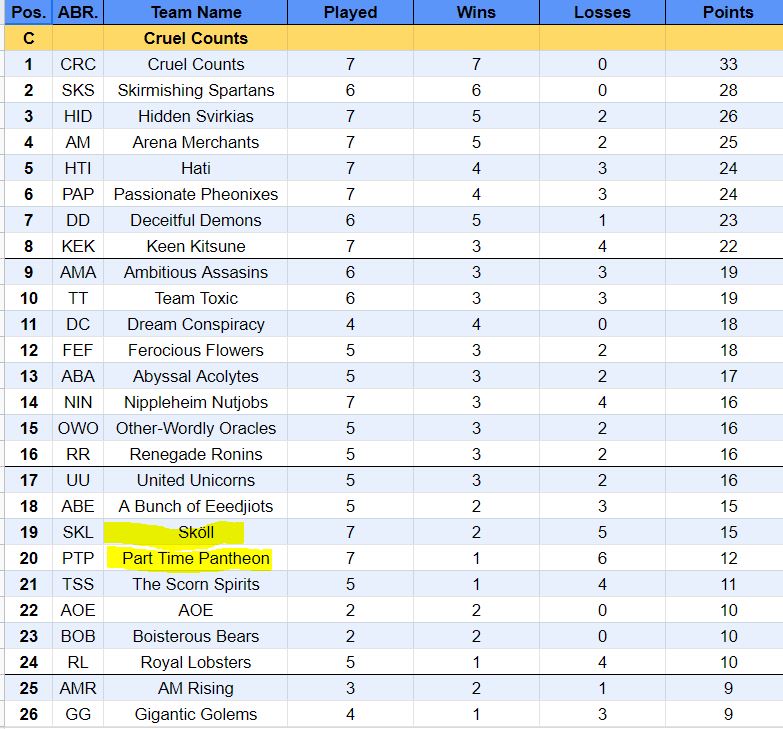 Pos. ABR. Team Name Played Wins Losses Points
C Cruel Counts
1 CRC Cruel Counts 7 7 0 33
2 SKS Skirmishing Spartans 6 6 0 28
3 HID Hidden Svirkias 7 5 2 26
4 AM Arena Merchants 7 5 2 25
5 HTI Hati 7 4 3 24
6 PAP Passionate Pheonixes 7 4 3 24
7 DD Deceitful Demons 6 5 1 23
8 KEK Keen Kitsune 7 3 4 22
9 AMA Ambitious Assasins 6 3 3 19
10 TT Team Toxic 6 3 3 19
11 DC Dream Conspiracy 4 4 0 18
12 FEF Ferocious Flowers 5 3 2 18
13 ABA Abyssal Acolytes 5 3 2 17
14 NIN Nippleheim Nutjobs 7 3 4 16
15 OWO Other-Wordly Oracles 5 3 2 16
16 RR Renegade Ronins 5 3 2 16
17 UU United Unicorns 5 3 2 16
18 ABE A Bunch of Eeedjiots 5 2 3 15
19 SKL Sköll 7 2 5 15
20 PTP Part Time Pantheon 7 1 6 12
21 TSS The Scorn Spirits 5 1 4 11
22 AOE AOE 2 2 0 10
23 BOB Boisterous Bears 2 2 0 10
24 RL Royal Lobsters 5 1 4 10
25 AMR AM Rising 3 2 1 9
26 GG Gigantic Golems 4 1 3 9